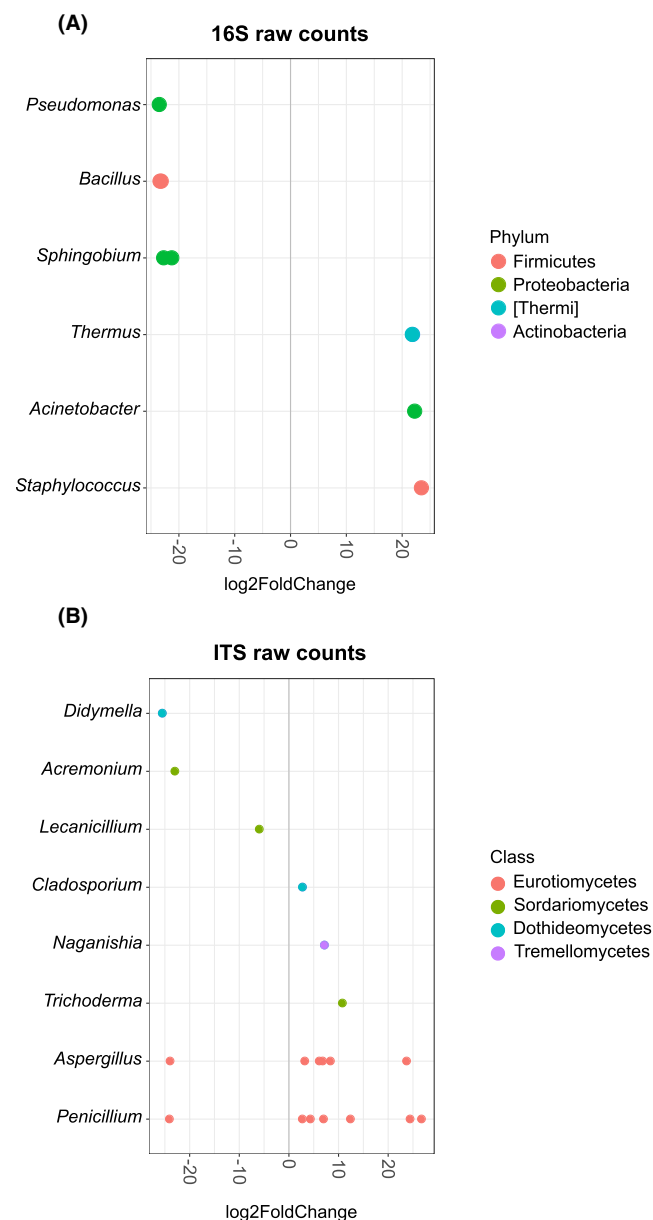 (A)
16S raw counts
Pseudomonas
Bacillus
Sphingobium
Thermus
Acinetobacter
Staphylococcus
-20 -10 0 10 20
log2FoldChange
Phylum
Firmicutes
Proteobacteria
[Thermi]
Actinobacteria
(B)
ITS raw counts
Didymella
Acremonium
Lecanicillium
Cladosporium
Naganishia
Trichoderma
Aspergillus
Penicillium
-20 -10 0 10 20
log2FoldChange
Class
Eurotiomycetes
Sordariomycetes
Dothideomycetes
Tremellomycetes